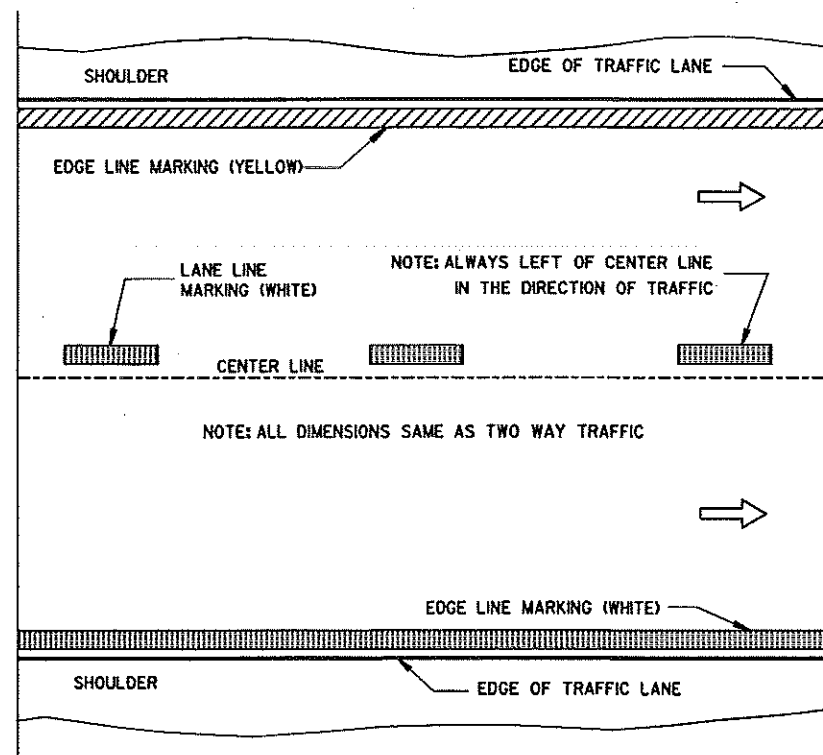 EDGE OF TRAFFIC LANE
SHOULDER
EDGE LINE MARKING (YELLOW)
LANE LINE
MARKING (WHITE)
NOTE: ALWAYS LEFT OF CENTER LINE
IN THE DIRECTION OF TRAFFIC
CENTER LINE
NOTE: ALL DIMENSIONS SAME AS TWO WAY TRAFFIC
EDGE LINE MARKING (WHITE)
SHOULDER
EDGE OF TRAFFIC LANE